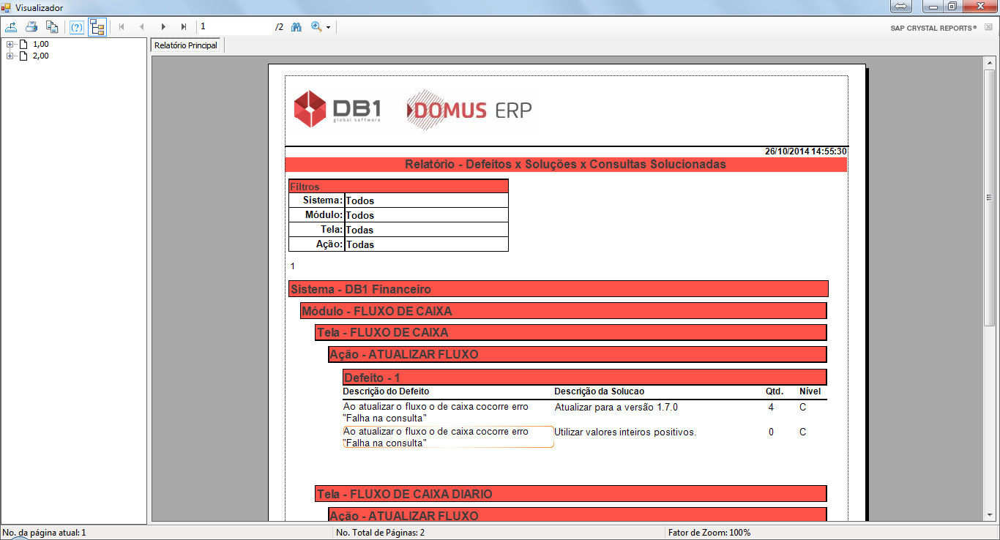 Visualizador
1 /2
SAP CRYSTAL REPORTS®
1,00
2,00
Relatório Principal
DB1
global software
DOMUS ERP
26/10/2014 14:55:30
Relatório - Defeitos x Soluções x Consultas Solucionadas
Filtros
Sistema: Todos
Módulo: Todos
Tela: Todas
Ação: Todas
1
Sistema - DB1 Financeiro
Módulo - FLUXO DE CAIXA
Tela - FLUXO DE CAIXA
Ação - ATUALIZAR FLUXO
Defeito - 1
Descrição do Defeito Descrição da Solucao Qtd. Nível
Ao atualizar o fluxo o de caixa cocorre erro Atualizar para a versão 1.7.0 4 C
"Falha na consulta"
Ao atualizar o fluxo o de caixa cocorre erro Utilizar valores inteiros positivos. 0 C
"Falha na consulta"
Tela - FLUXO DE CAIXA DIARIO
Ação - ATUALIZAR FLUXO
No. da página atual: 1 No. Total de Páginas: 2 Fator de Zoom: 100%